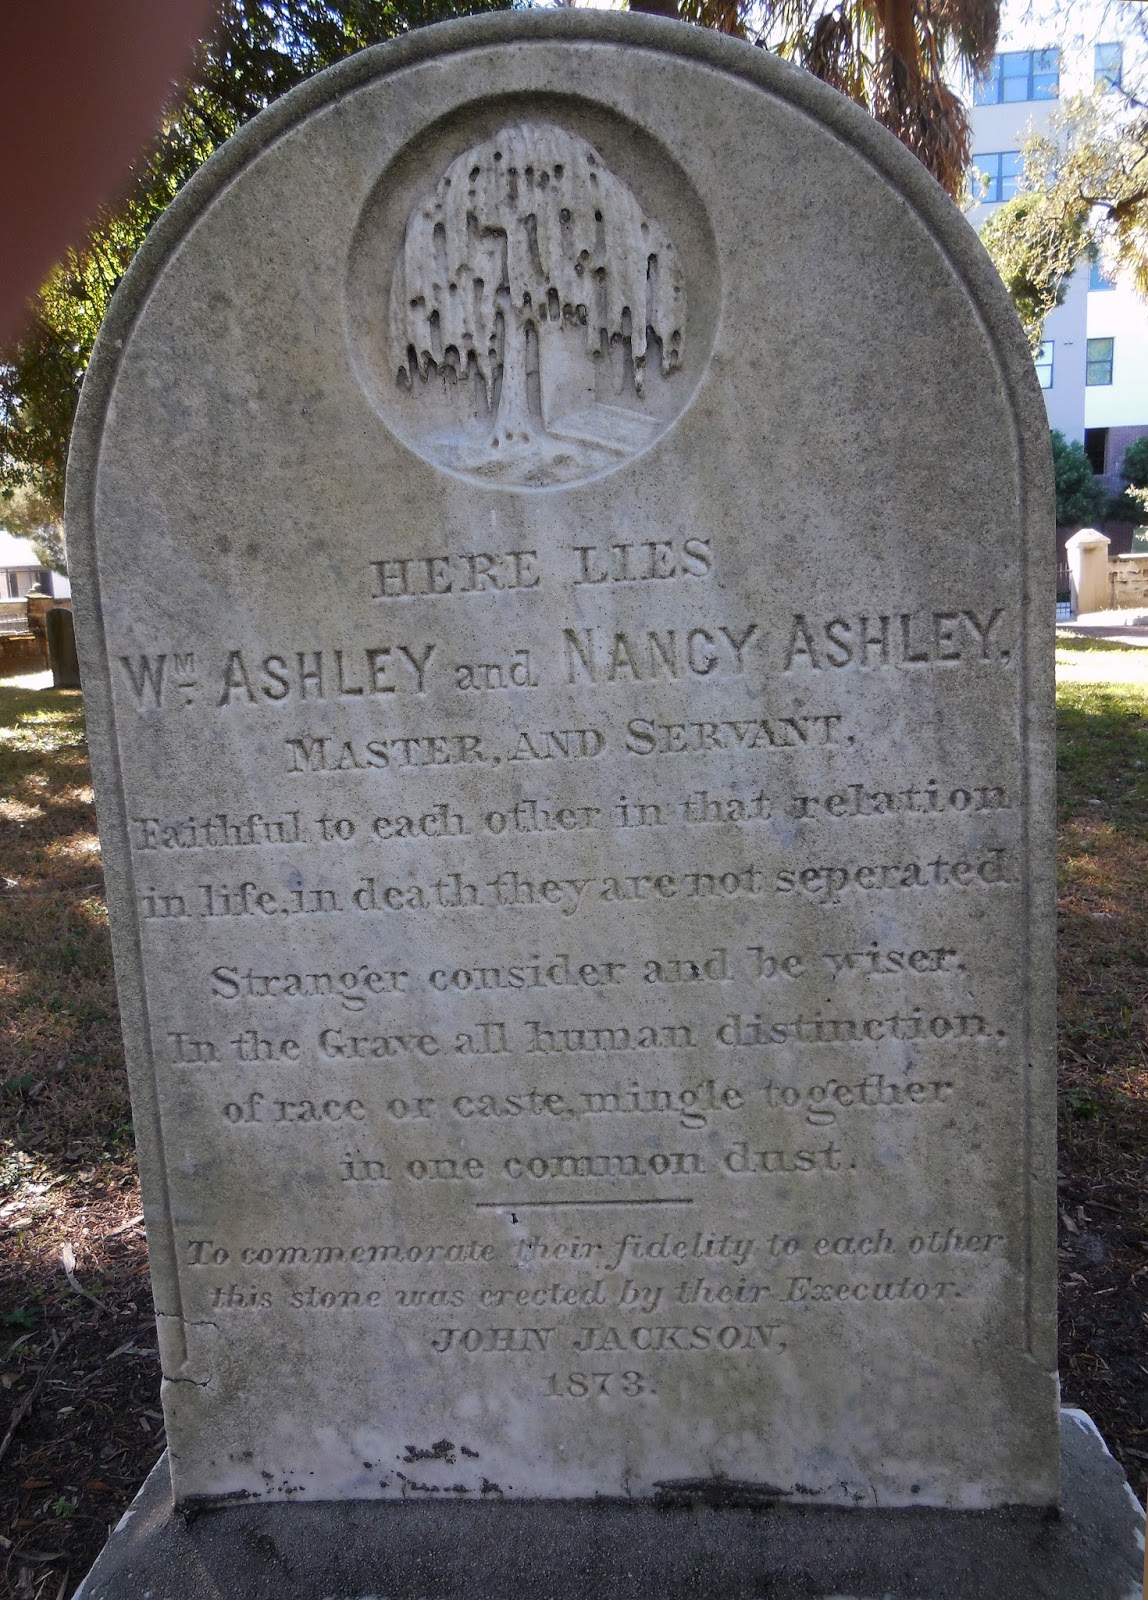 HERE LIES
Wᴹ ASHLEY and NANCY ASHLEY,
MASTER, AND SERVANT,
Faithful to each other in that relation
in life, in death they are not seperated.
Stranger consider and be wiser,
In the Grave all human distinction,
of race or caste, mingle together
in one common dust.
To commemorate their fidelity to each other
this stone was erected by their Executor.
JOHN JACKSON,
1873.